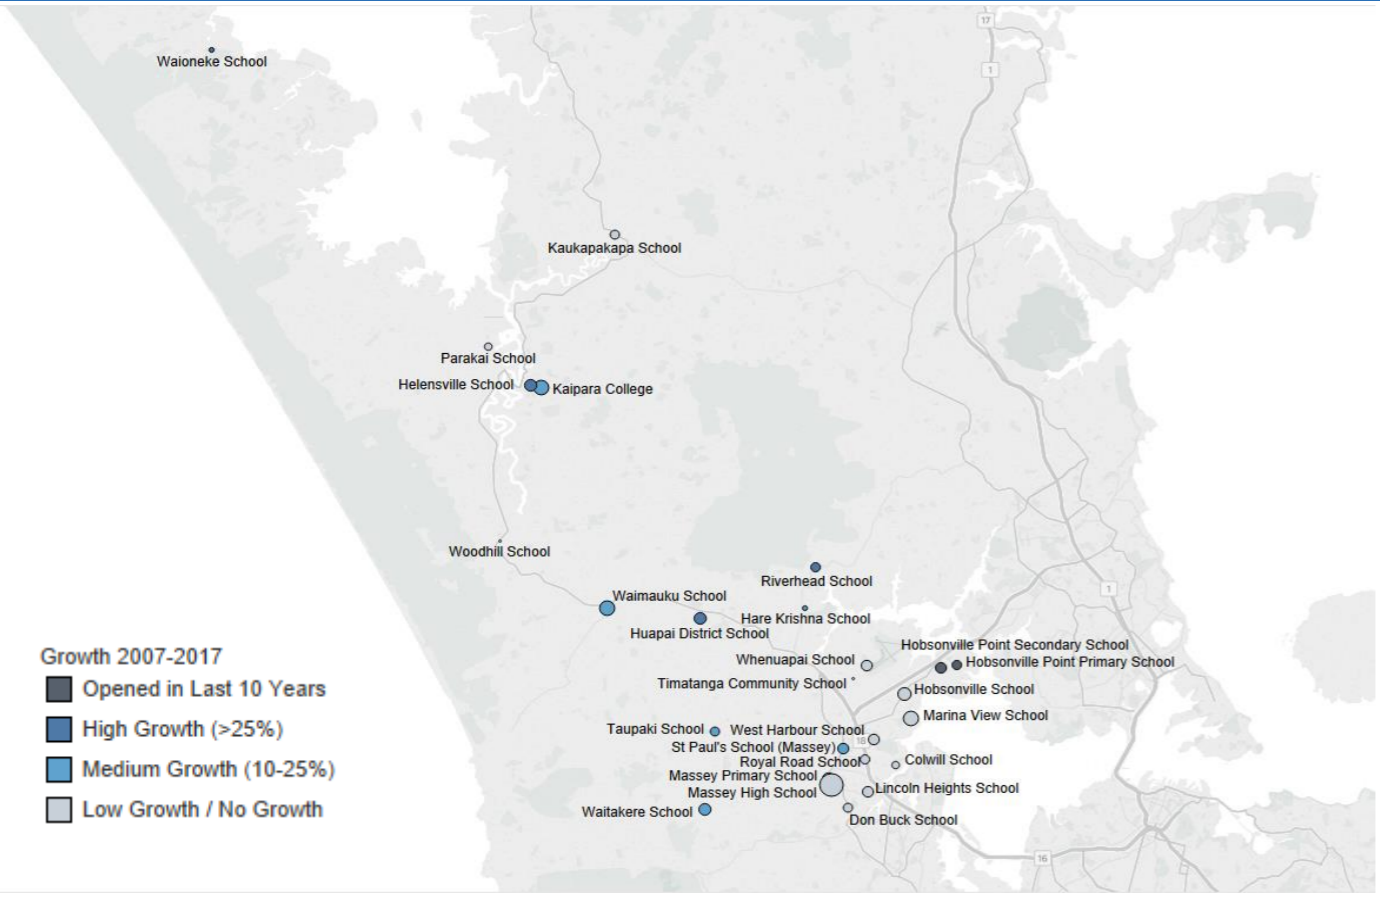 17
Waioneke School
1
Kaukapakapa School
Parakai School
Helensville School
Kaipara College
Woodhill School
Riverhead School
1
Waimauku School
Hare Krishna School
Huapai District School
Hobsonville Point Secondary School
Whenuapai School
Hobsonville Point Primary School
Timatanga Community School
Hobsonville School
Marina View School
Taupaki School
West Harbour School
18
St Paul's School (Massey)
Royal Road School
Colwill School
Massey Primary School
Massey High School
Lincoln Heights School
Waitakere School
Don Buck School
16
Growth 2007-2017
Opened in Last 10 Years
High Growth (>25%)
Medium Growth (10-25%)
Low Growth / No Growth